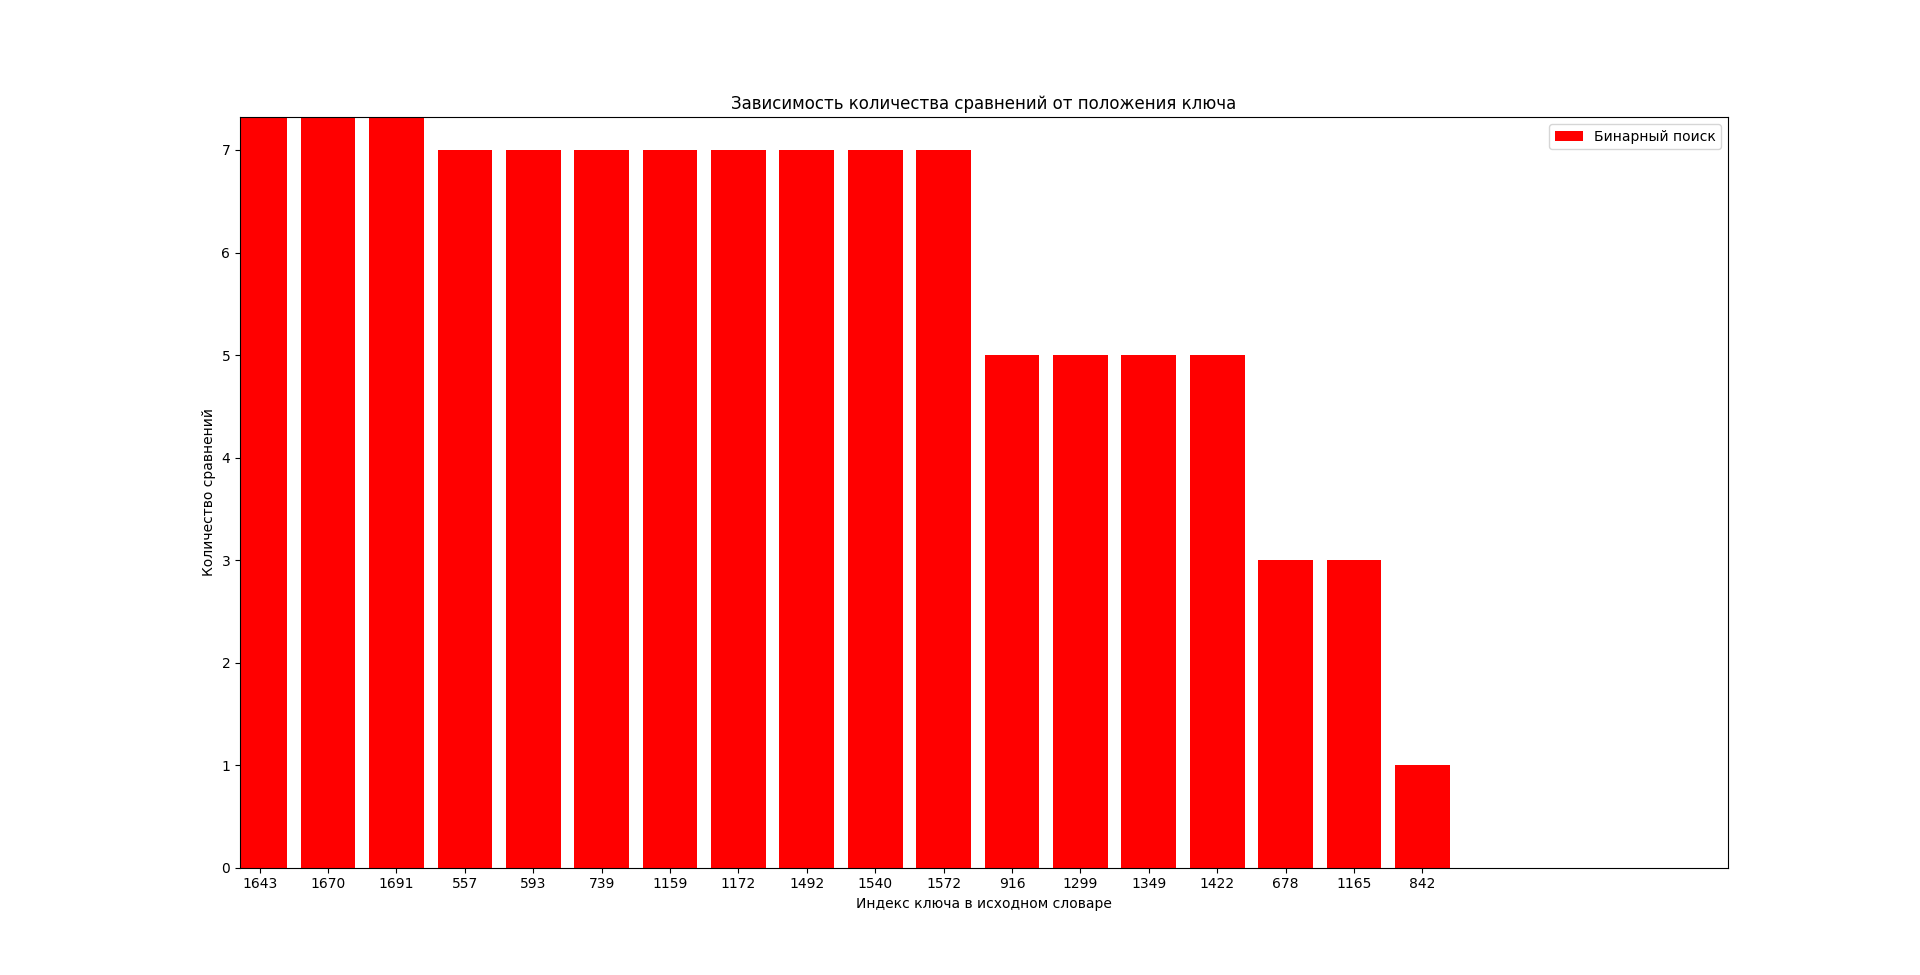 Зависимость количества сравнений от положения ключа
Бинарный поиск
Количество сравнений
7
6
5
4
3
2
1
0
1643 1670 1691 557 593 739 1159 1172 1492 1540 1572 916 1299 1349 1422 678 1165 842
Индекс ключа в исходном словаре